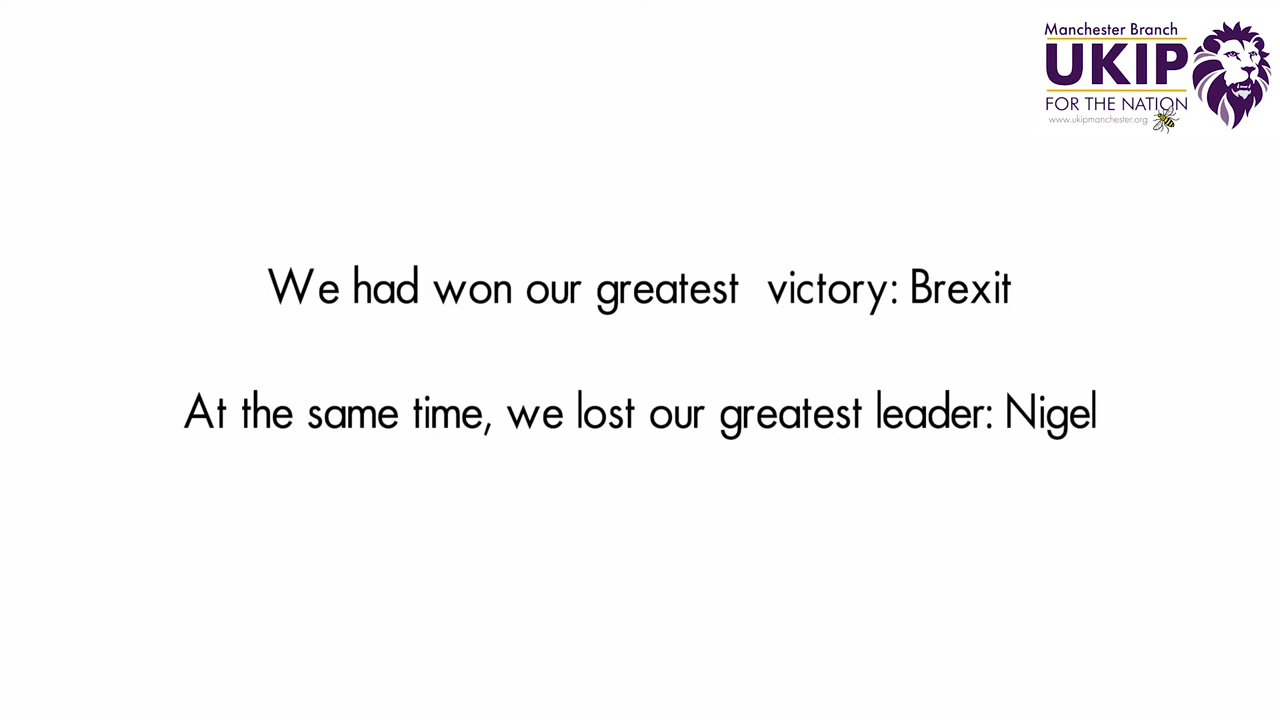 Manchester Branch
UKIP
FOR THE NATION
www.ukipmanchester.org
We had won our greatest  victory: Brexit
At the same time, we lost our greatest leader: Nigel